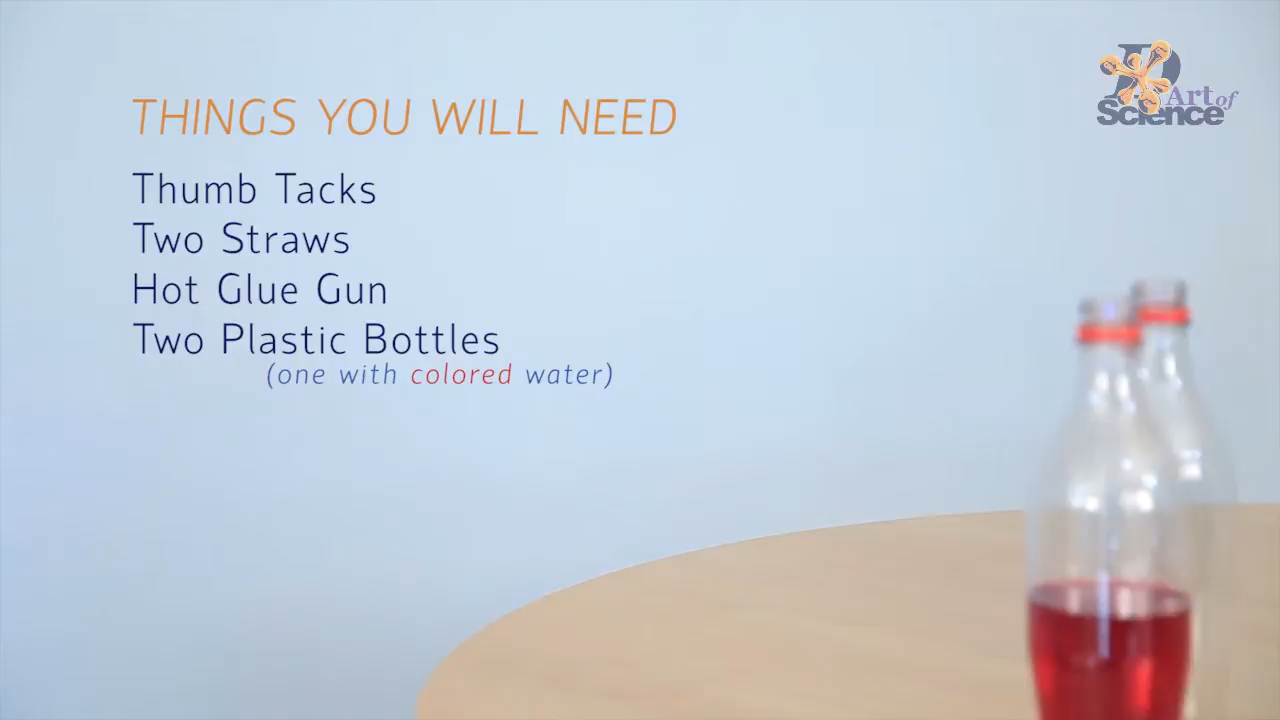 THINGS YOU WILL NEED
Thumb Tacks
Two Straws
Hot Glue Gun
Two Plastic Bottles
(one with colored water)
Art of
Science